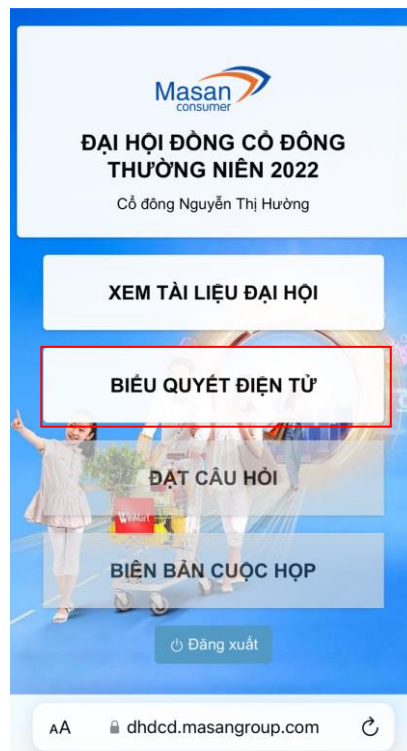 Masan
consumer
ĐẠI HỘI ĐỒNG CỔ ĐÔNG
THƯỜNG NIÊN 2022
Cổ đông Nguyễn Thị Hường
XEM TÀI LIỆU ĐẠI HỘI
BIỂU QUYẾT ĐIỆN TỬ
ĐẶT CÂU HỎI
WinMart
BIÊN BẢN CUỘC HỌP
Đăng xuất
AA dhdcd.masangroup.com